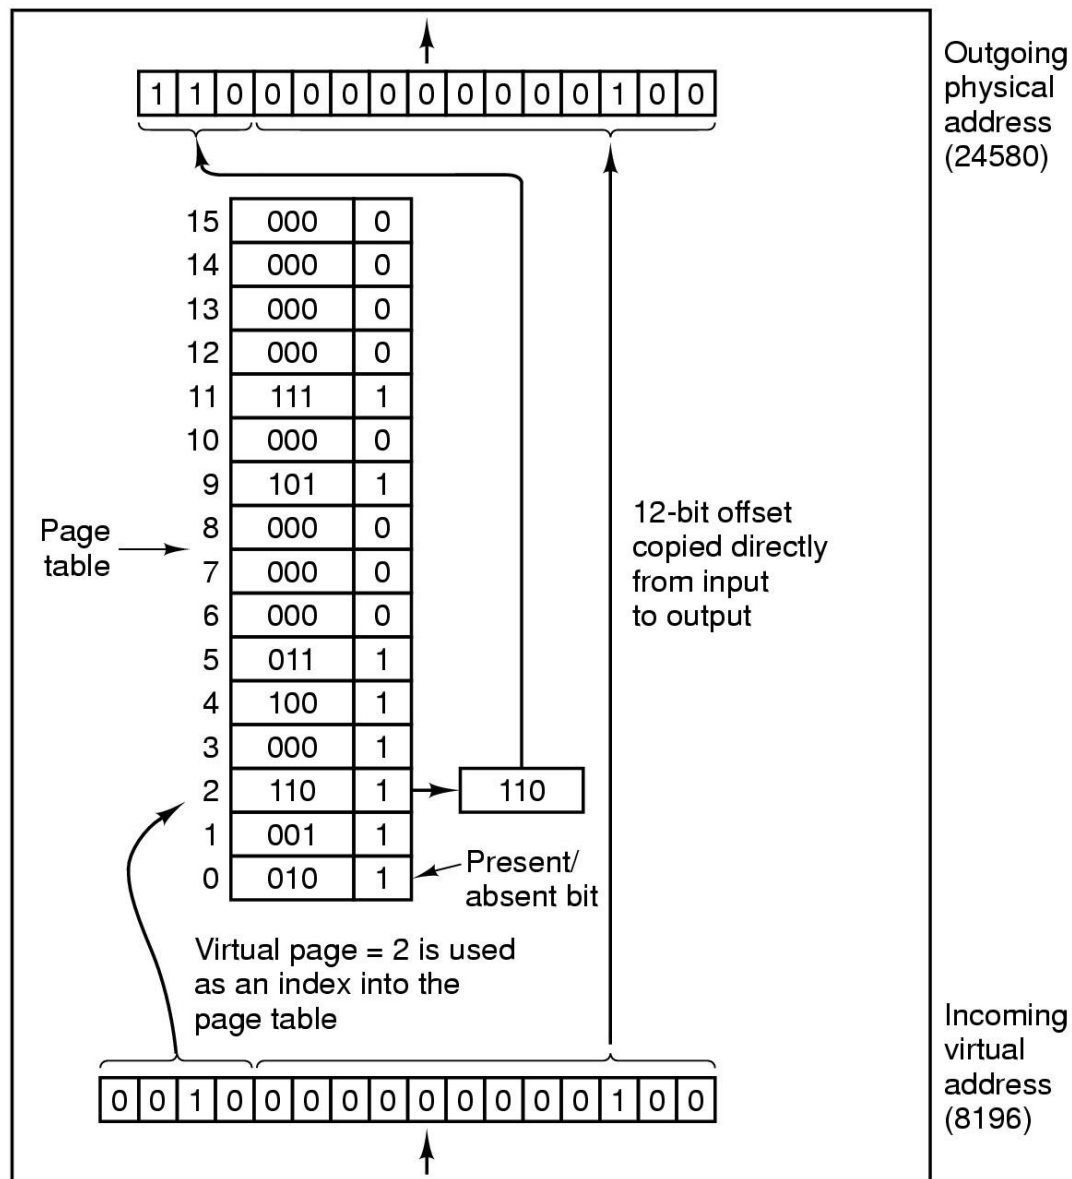 Outgoing
physical
address
(24580)
1 1 0 0 0 0 0 0 0 0 0 0 1 0 0
15 000 0
14 000 0
13 000 0
12 000 0
11 111 1
10 000 0
9 101 1
8 000 0
7 000 0
6 000 0
5 011 1
4 100 1
3 000 1
2 110 1 110
1 001 1
0 010 1
Page
table
12-bit offset
copied directly
from input
to output
Present/
absent bit
Virtual page = 2 is used
as an index into the
page table
0 0 1 0 0 0 0 0 0 0 0 0 0 1 0 0
Incoming
virtual
address
(8196)